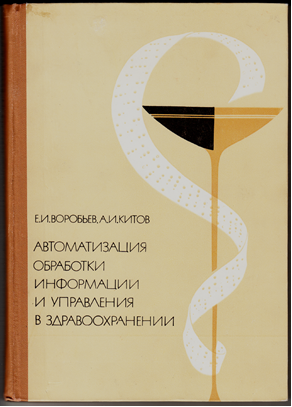 Е.И.ВОРОБЬЕВ, А.И.КИТОВ
АВТОМАТИЗАЦИЯ
ОБРАБОТКИ
ИНФОРМАЦИИ
И УПРАВЛЕНИЯ
В ЗДРАВООХРАНЕНИИ